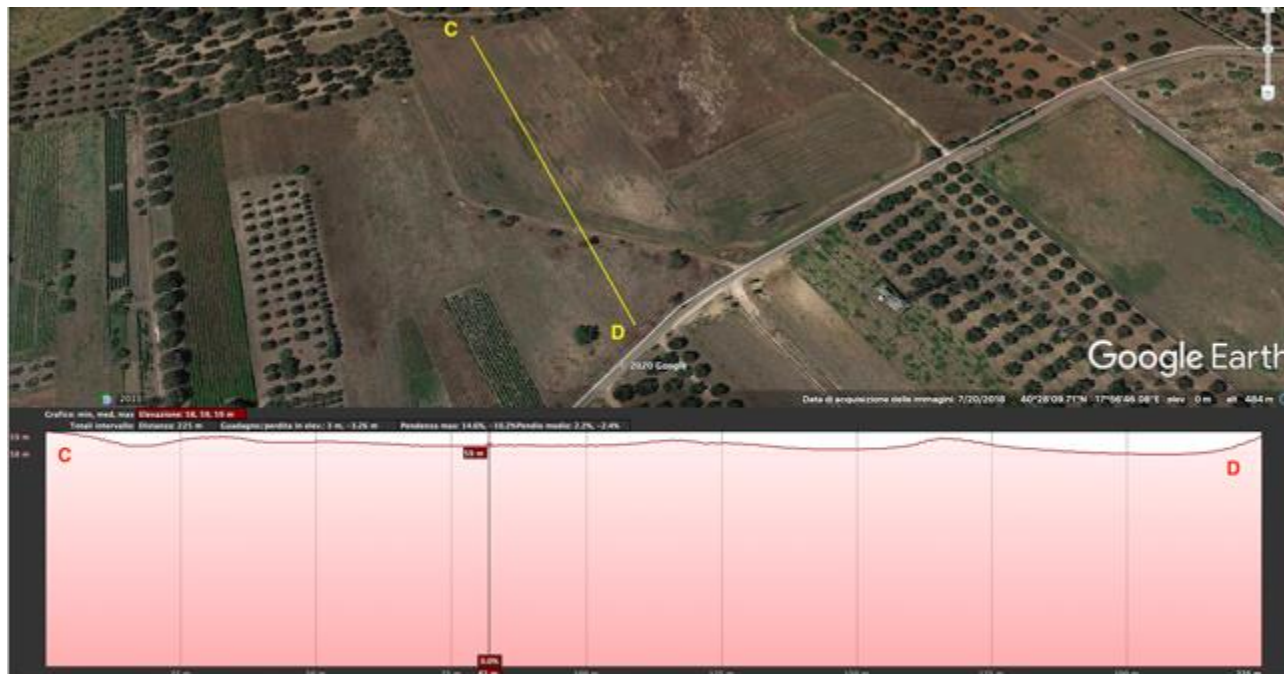 C
D
© 2020 Google
Google Earth
2011
Data di acquisizione delle immagini: 7/20/2018 40°28'09.71"N 17°56'46.08"E elev 0 m alt 484 m
Grafico: min, med, max Elevazione: 58, 59, 59 m
Totali intervallo: Distanza: 225 m Guadagno/perdita in elev.: 3 m, -3.26 m Pendenza max: 14.6%, -10.2% Pendio medio: 2.2%, -2.4%
59 m
58 m
C
59 m
D
0.0%
100 m